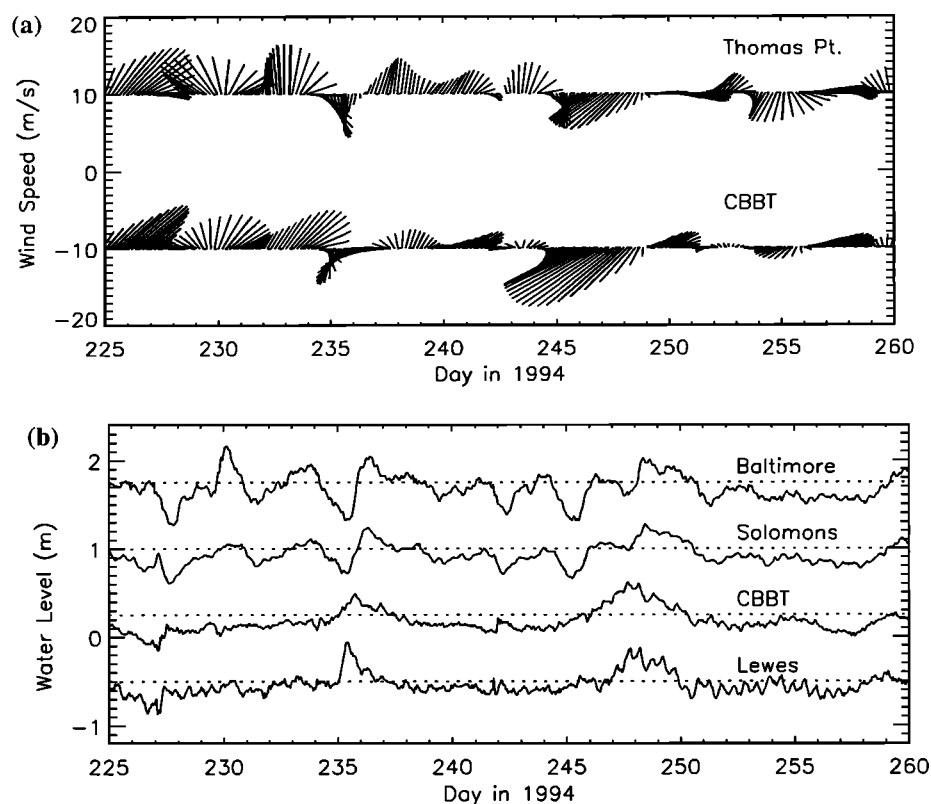 (a)
20
10
0
-10
-20
Wind Speed (m/s)
Thomas Pt.
CBBT
225 230 235 240 245 250 255 260
Day in 1994
(b)
2
1
0
-1
Water Level (m)
Baltimore
Solomons
CBBT
Lewes
225 230 235 240 245 250 255 260
Day in 1994